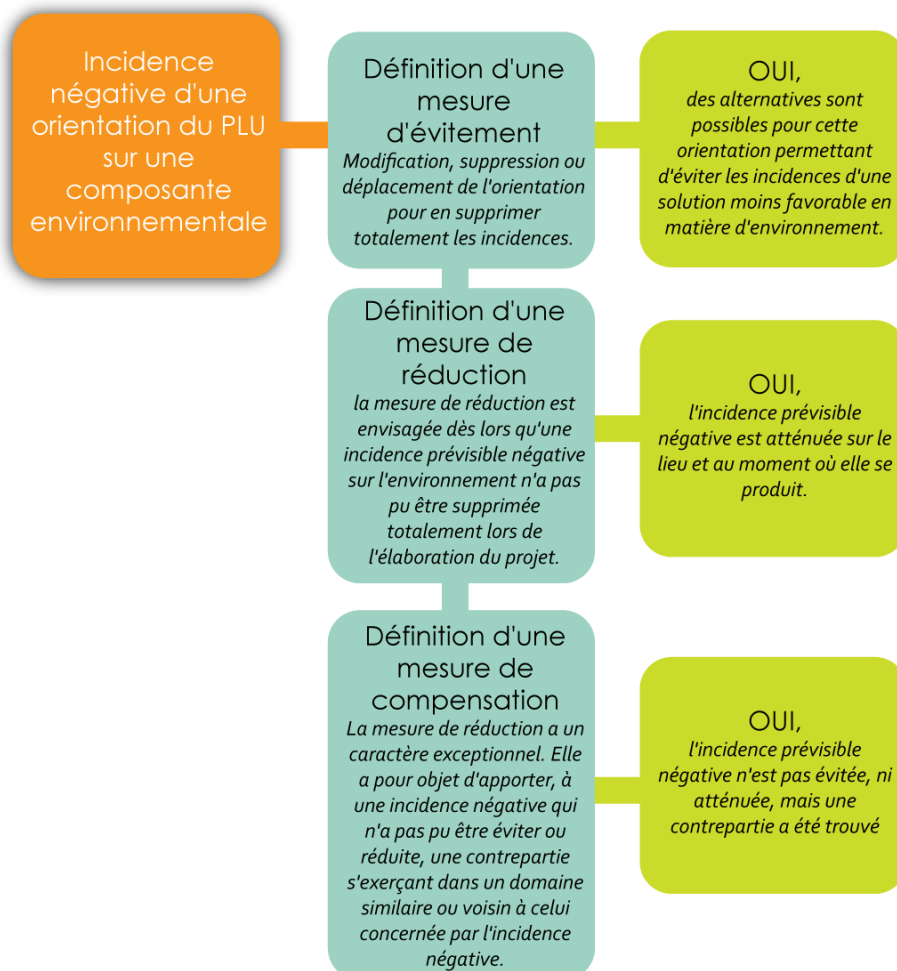 Incidence
négative d'une
orientation du PLU
sur une
composante
environnementale
Définition d'une
mesure
d'évitement
Modification, suppression ou
déplacement de l'orientation
pour en supprimer
totalement les incidences.
OUI,
des alternatives sont
possibles pour cette
orientation permettant
d'éviter les incidences d'une
solution moins favorable en
matière d'environnement.
Définition d'une
mesure de
réduction
la mesure de réduction est
envisagée dès lors qu'une
incidence prévisible négative
sur l'environnement n'a pas
pu être supprimée
totalement lors de
l'élaboration du projet.
OUI,
l'incidence prévisible
négative est atténuée sur le
lieu et au moment où elle se
produit.
Définition d'une
mesure de
compensation
La mesure de réduction a un
caractère exceptionnel. Elle
a pour objet d'apporter, à
une incidence négative qui
n'a pas pu être éviter ou
réduite, une contrepartie
s'exerçant dans un domaine
similaire ou voisin à celui
concernée par l'incidence
négative.
OUI,
l'incidence prévisible
négative n'est pas évitée, ni
atténuée, mais une
contrepartie a été trouvé